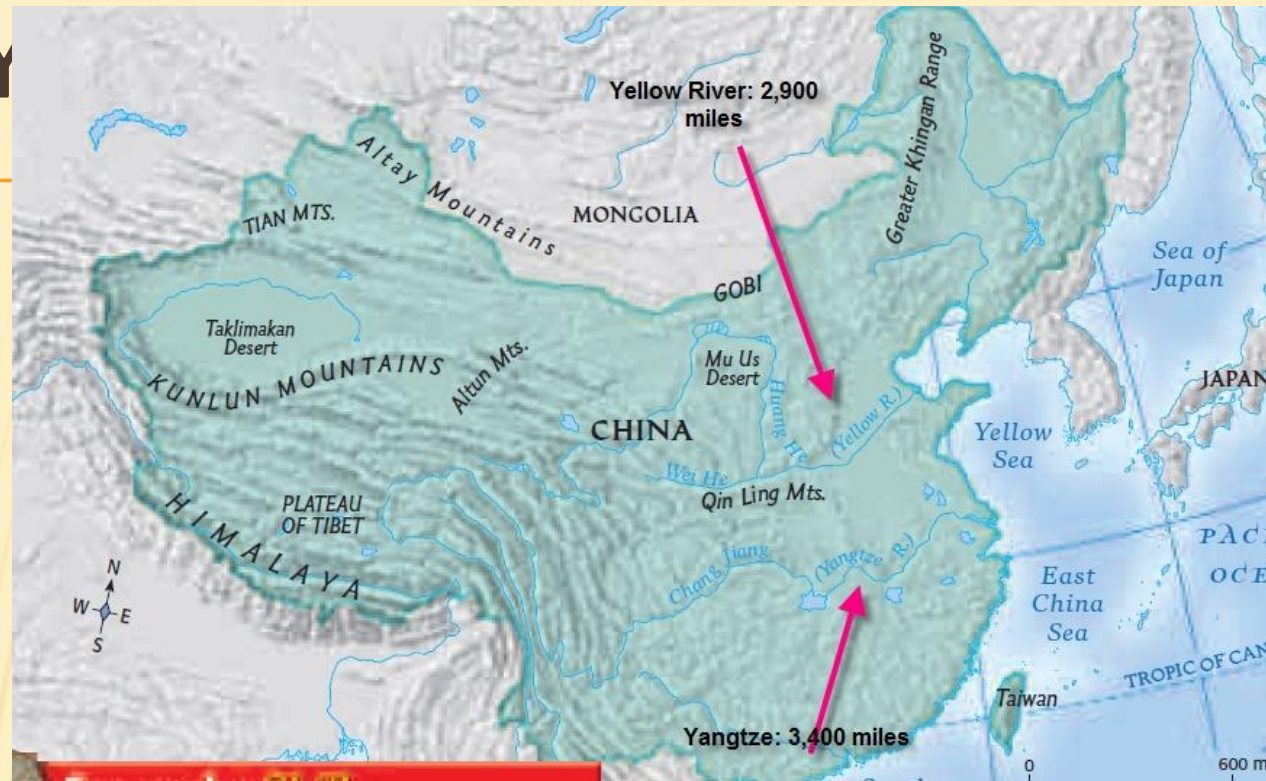 Y
Yellow River: 2,900
miles
Altay Mountains
Greater Khingan Range
TIAN MTS.
MONGOLIA
Sea of
Japan
GOBI
Taklimakan
Desert
Mu Us
Desert
KUNLUN MOUNTAINS
Altun Mts.
JAPAN
CHINA
Huang He
(Yellow R.)
Yellow
Sea
Wei He
Qin Ling Mts.
PLATEAU
OF TIBET
HIMALAYA
Chang Jiang
(Yangtze R.)
PACI
OCE
East
China
Sea
N
W E
S
TROPIC OF CAN
Taiwan
Yangtze: 3,400 miles
0 600 m